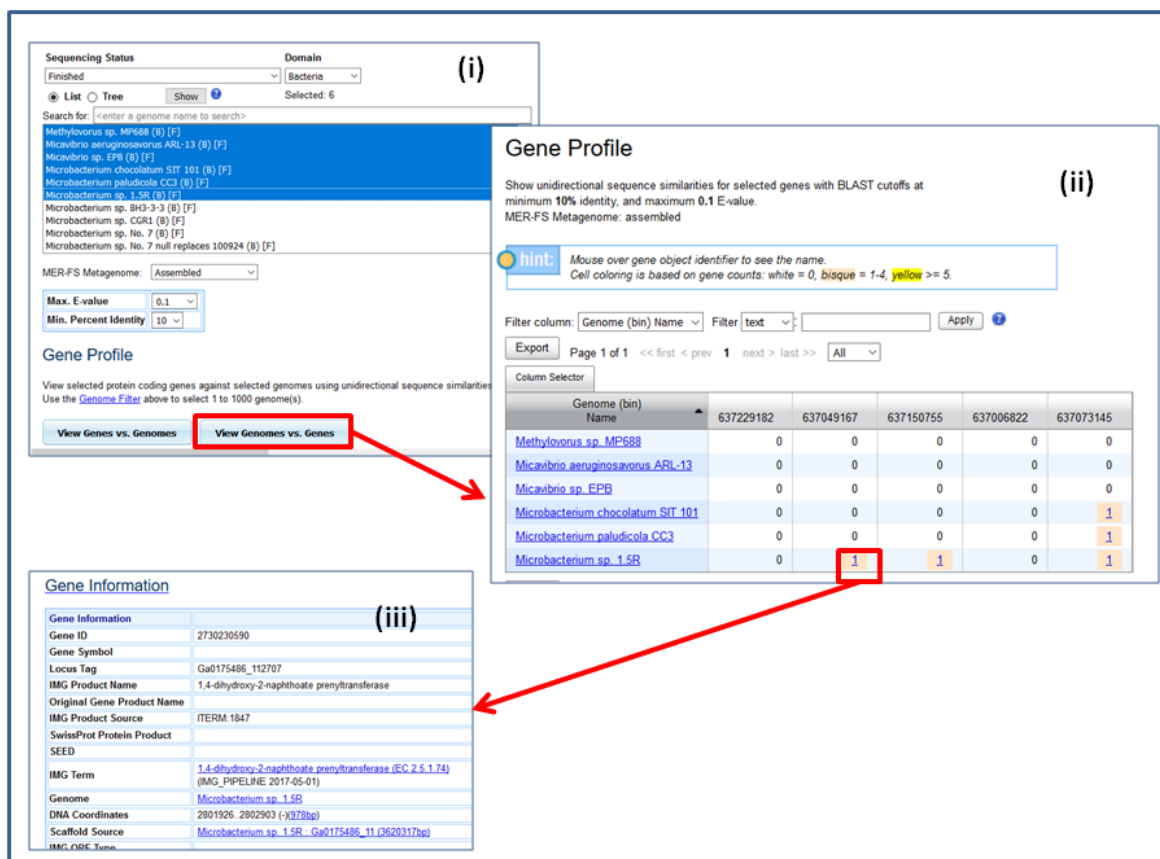 (i)
Sequencing Status Domain
Finished Bacteria
List Tree Show Selected: 6
Search for: <enter a genome name to search>
Methylovorus sp. MP688 (B) [F]
Micavibrio aeruginosavorus ARL-13 (B) [F]
Micavibrio sp. EPB (B) [F]
Microbacterium chocolatum SIT 101 (B) [F]
Microbacterium paludicola CC3 (B) [F]
Microbacterium sp. 1.5R (B) [F]
Microbacterium sp. BH3-3-3 (B) [F]
Microbacterium sp. CGR1 (B) [F]
Microbacterium sp. No. 7 (B) [F]
Microbacterium sp. No. 7 null replaces 100924 (B) [F]
MER-FS Metagenome: Assembled
Max. E-value 0.1
Min. Percent Identity 10
Gene Profile
View selected protein coding genes against selected genomes using unidirectional sequence similarities
Use the Genome Filter above to select 1 to 1000 genome(s).
View Genes vs. Genomes View Genomes vs. Genes
(ii)
Gene Profile
Show unidirectional sequence similarities for selected genes with BLAST cutoffs at
minimum 10% identity, and maximum 0.1 E-value.
MER-FS Metagenome: assembled
hint: Mouse over gene object identifier to see the name.
Cell coloring is based on gene counts: white = 0, bisque = 1-4, yellow >= 5.
Filter column: Genome (bin) Name Filter text : Apply
Export Page 1 of 1 << first < prev 1 next > last >> All
Column Selector
Genome (bin)
Name 637229182 637049167 637150755 637006822 637073145
Methylovorus sp. MP688 0 0 0 0 0
Micavibrio aeruginosavorus ARL-13 0 0 0 0 0
Micavibrio sp. EPB 0 0 0 0 0
Microbacterium chocolatum SIT 101 0 0 0 0 1
Microbacterium paludicola CC3 0 0 0 0 1
Microbacterium sp. 1.5R 0 1 1 0 1
(iii)
Gene Information
Gene Information
Gene ID 2730230590
Gene Symbol
Locus Tag Ga0175486_112707
IMG Product Name 1,4-dihydroxy-2-naphthoate prenyltransferase
Original Gene Product Name
IMG Product Source ITERM:1847
SwissProt Protein Product
SEED
IMG Term 1,4-dihydroxy-2-naphthoate prenyltransferase (EC 2.5.1.74)
(IMG_PIPELINE 2017-05-01)
Genome Microbacterium sp. 1.5R
DNA Coordinates 2801926..2802903 (-)(978bp)
Scaffold Source Microbacterium sp. 1.5R : Ga0175486_11 (3620317bp)
IMG ORF Type